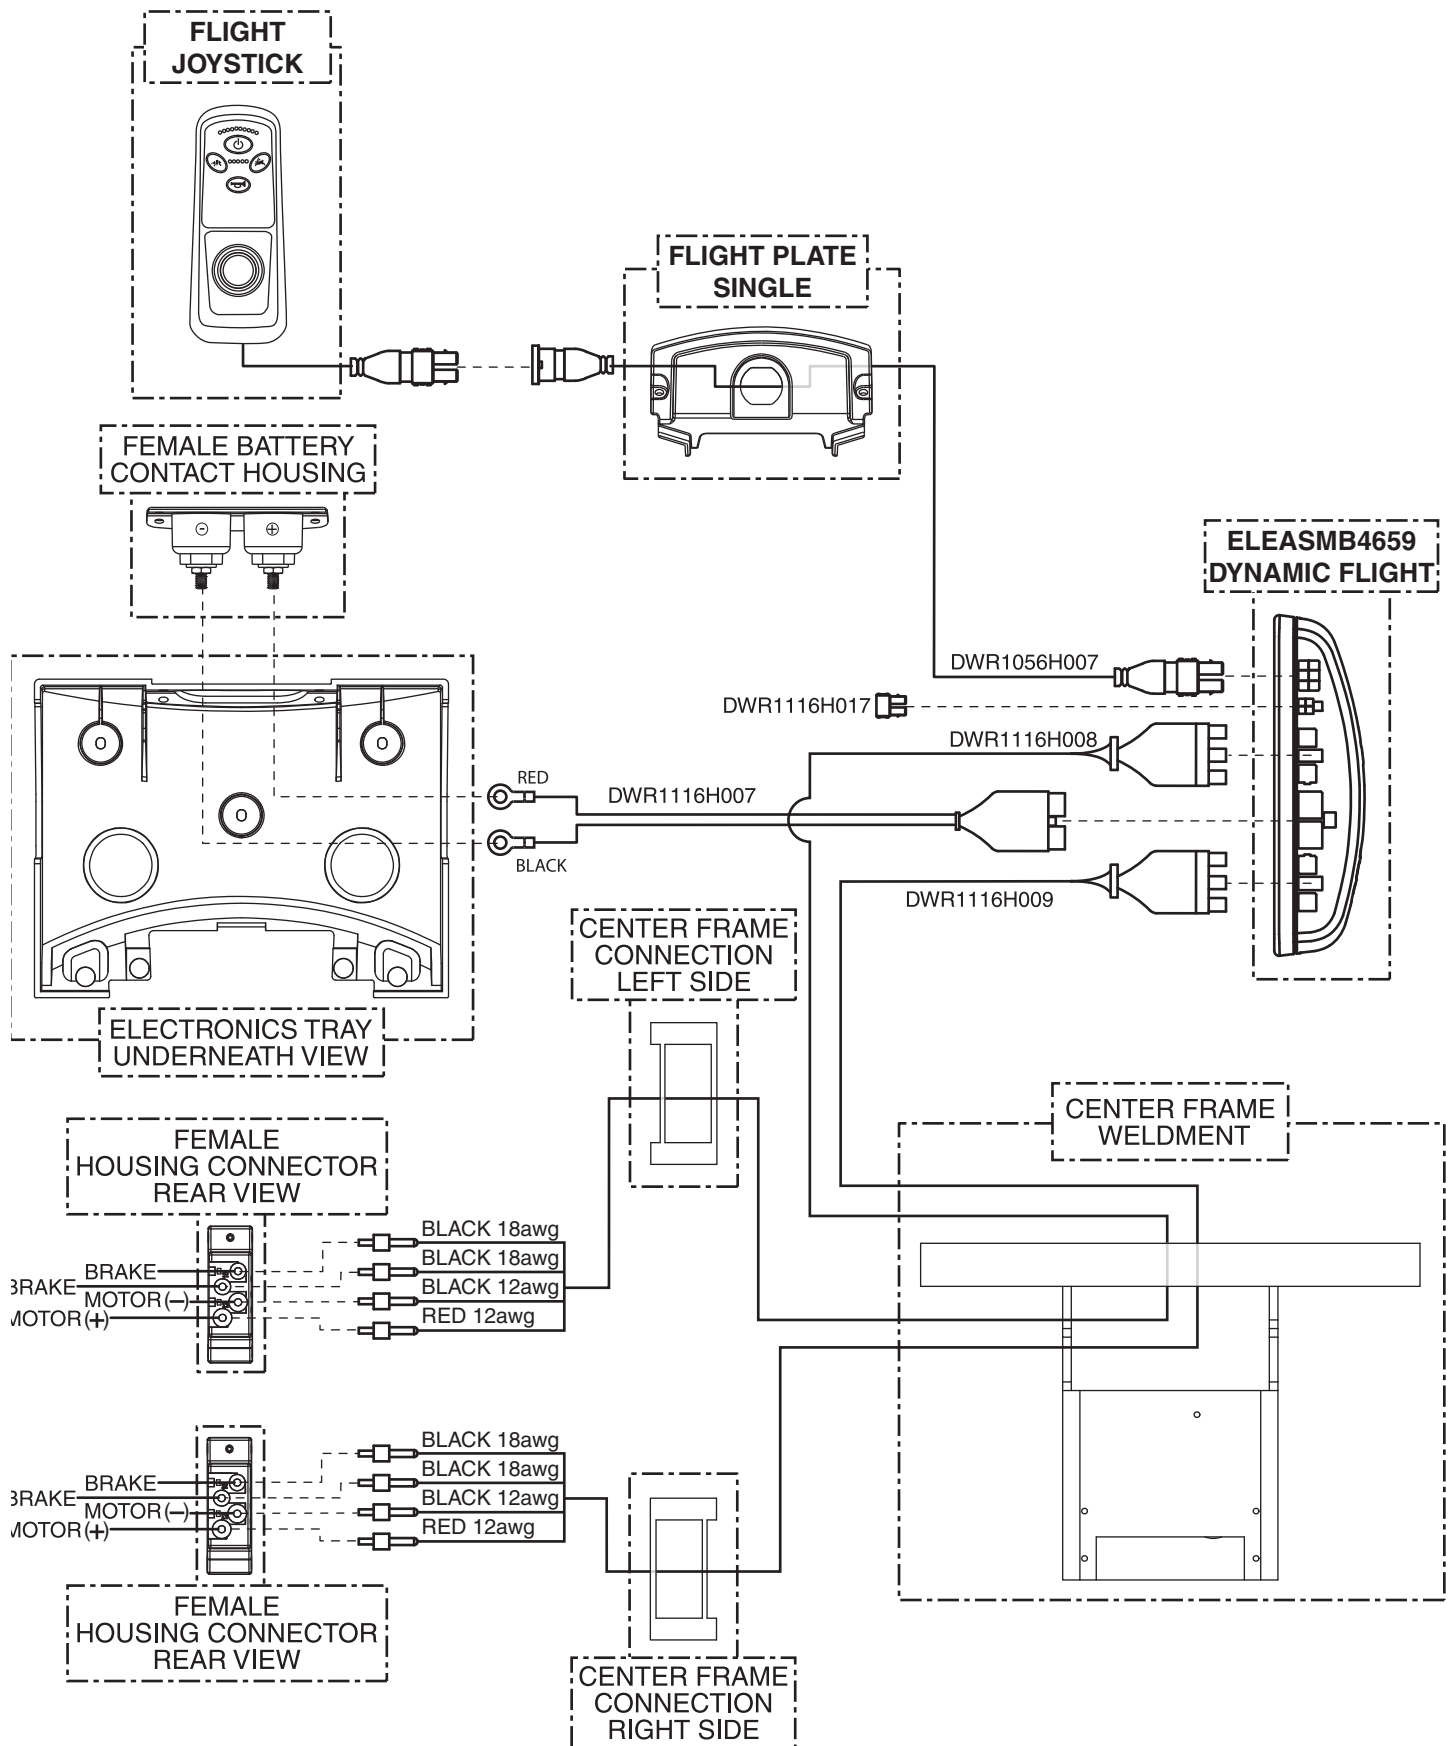 FLIGHT
JOYSTICK
FLIGHT PLATE
SINGLE
FEMALE BATTERY
CONTACT HOUSING
-
+
ELEASMB4659
DYNAMIC FLIGHT
DWR1056H007
DWR1116H017
DWR1116H008
RED
DWR1116H007
BLACK
DWR1116H009
CENTER FRAME
CONNECTION
LEFT SIDE
ELECTRONICS TRAY
UNDERNEATH VIEW
CENTER FRAME
WELDMENT
FEMALE
HOUSING CONNECTOR
REAR VIEW
BLACK 18awg
BLACK 18awg
BLACK 12awg
RED 12awg
BRAKE
BRAKE
MOTOR (-)
MOTOR (+)
BLACK 18awg
BLACK 18awg
BLACK 12awg
RED 12awg
BRAKE
BRAKE
MOTOR (-)
MOTOR (+)
FEMALE
HOUSING CONNECTOR
REAR VIEW
CENTER FRAME
CONNECTION
RIGHT SIDE